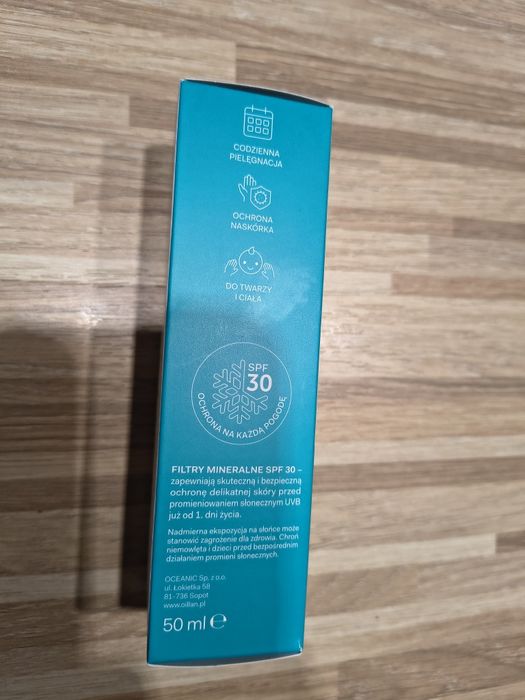 CODZIENNA
PIELĘGNACJA
OCHRONA
NASKÓRKA
DO TWARZY
I CIAŁA
SPF
30
OCHRONA NA KAŻDĄ POGODĘ
FILTRY MINERALNE SPF 30 –
zapewniają skuteczną i bezpieczną
ochronę delikatnej skóry przed
promieniowaniem słonecznym UVB
już od 1. dni życia.
Nadmierna ekspozycja na słońce może
stanowić zagrożenie dla zdrowia. Chroń
niemowlęta i dzieci przed bezpośrednim
działaniem promieni słonecznych.
OCEANIC Sp. z o.o.
ul. Łokietka 58
81-736 Sopot
www.oillan.pl
50 ml ℮